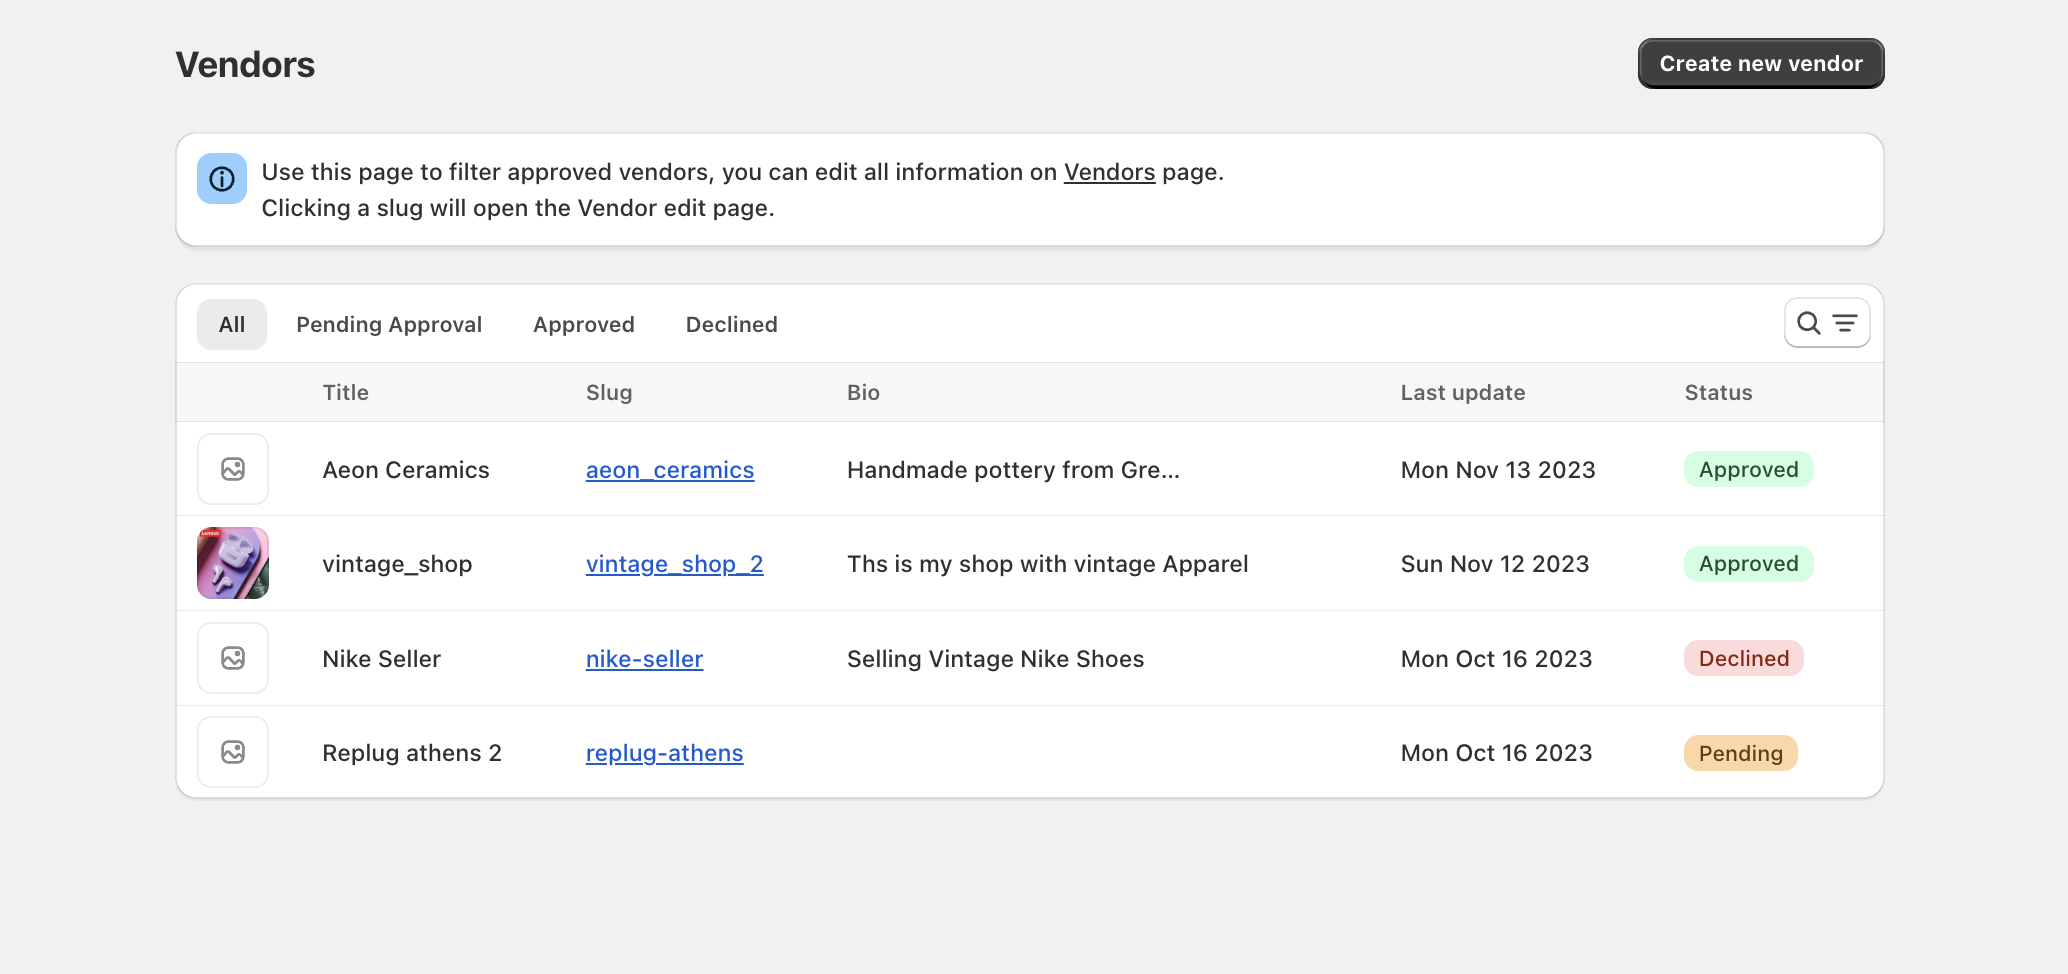 Vendors
Create new vendor
Use this page to filter approved vendors, you can edit all information on Vendors page.
Clicking a slug will open the Vendor edit page.
All Pending Approval Approved Declined
Title Slug Bio Last update Status
Aeon Ceramics aeon_ceramics Handmade pottery from Gre... Mon Nov 13 2023 Approved
Lenovo
vintage_shop vintage_shop_2 Ths is my shop with vintage Apparel Sun Nov 12 2023 Approved
Nike Seller nike-seller Selling Vintage Nike Shoes Mon Oct 16 2023 Declined
Replug athens 2 replug-athens Mon Oct 16 2023 Pending